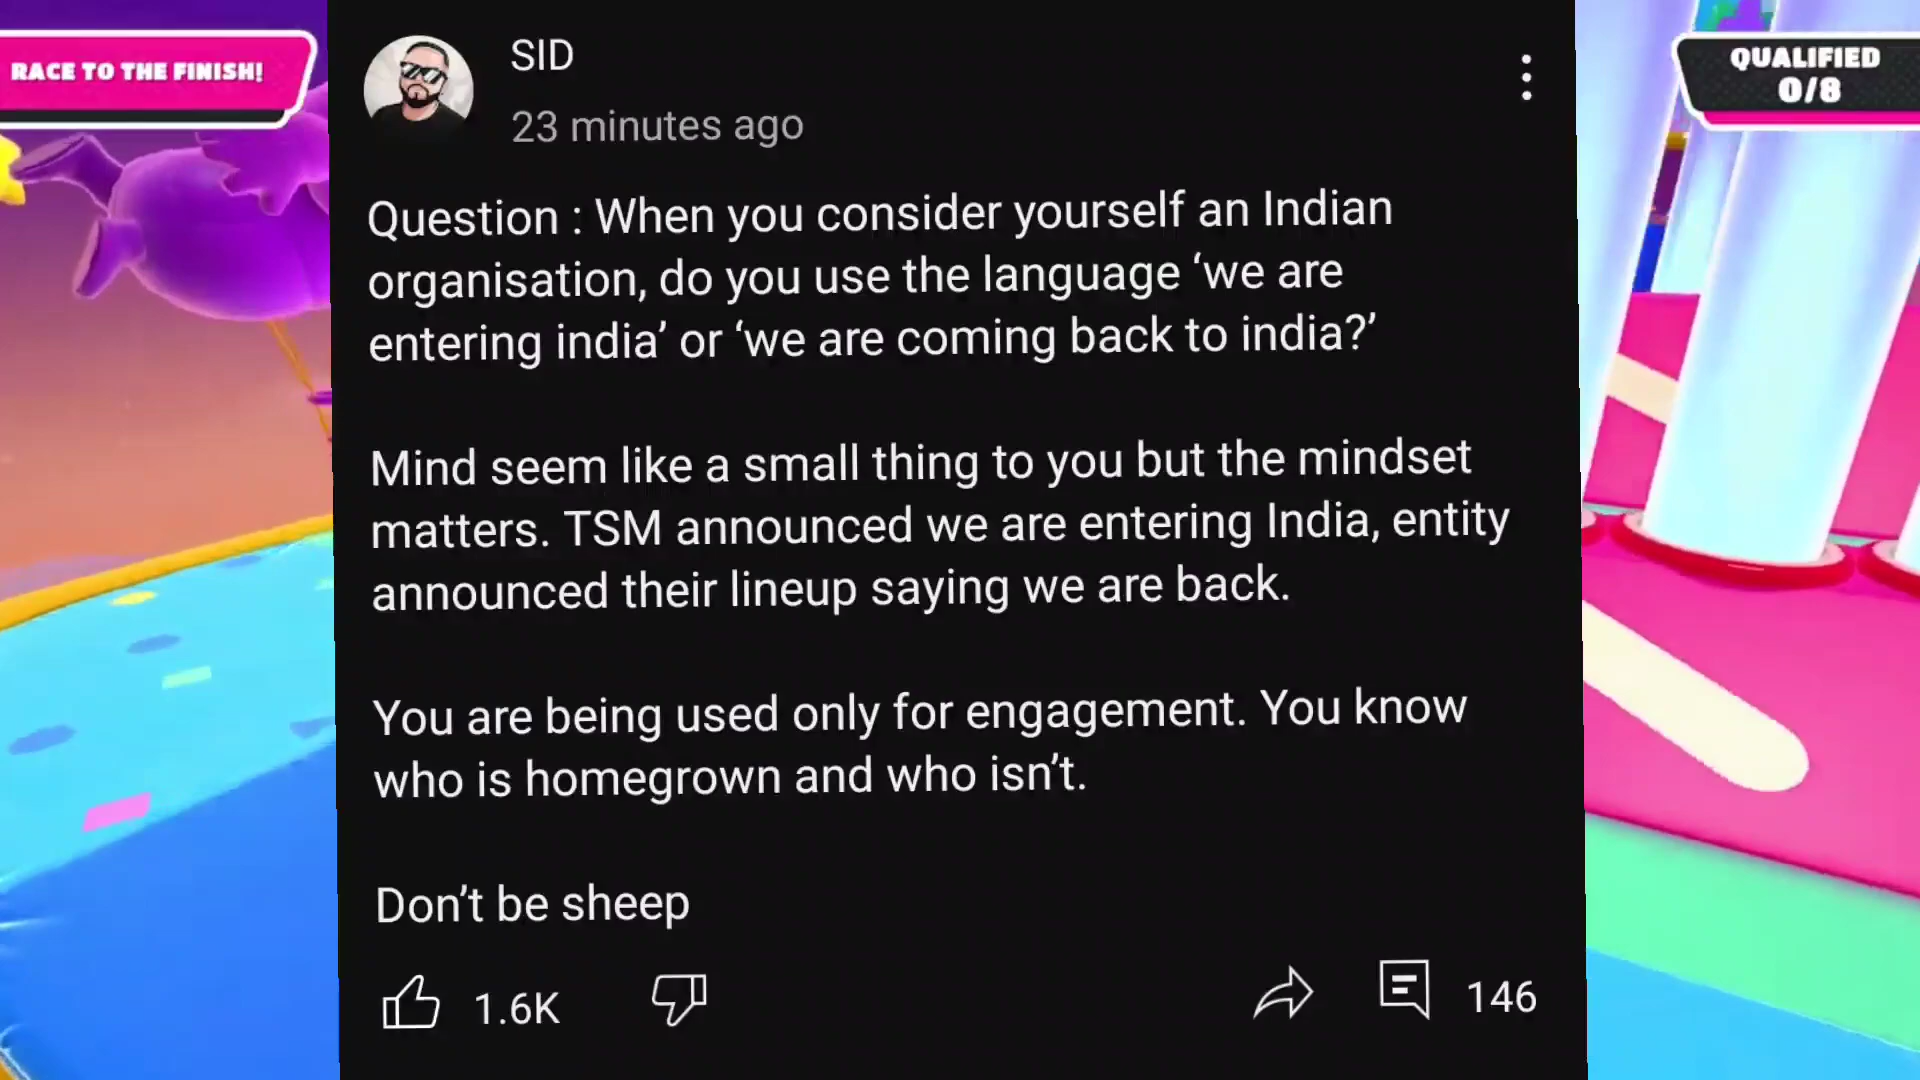 RACE TO THE FINISH!
QUALIFIED
0/8
SID
23 minutes ago
Question : When you consider yourself an Indian
organisation, do you use the language ‘we are
entering india’ or ‘we are coming back to india?’
Mind seem like a small thing to you but the mindset
matters. TSM announced we are entering India, entity
announced their lineup saying we are back.
You are being used only for engagement. You know
who is homegrown and who isn’t.
Don’t be sheep
1.6K
146